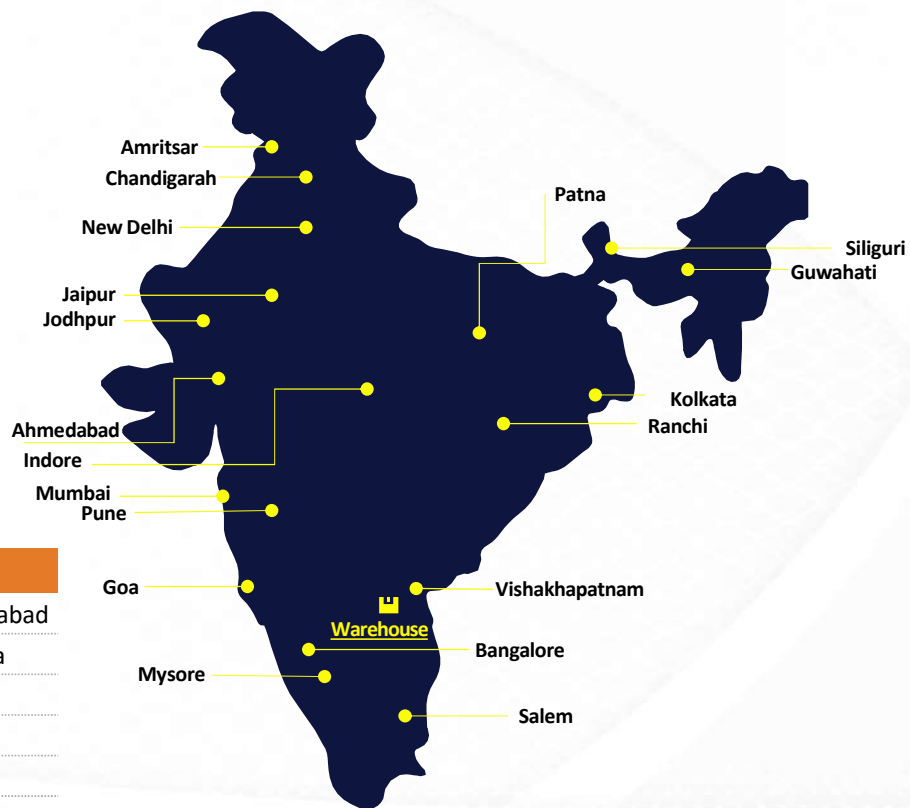 Amritsar
Chandigarah
New Delhi
Patna
Siliguri
Guwahati
Jaipur
Jodhpur
Kolkata
Ranchi
Ahmedabad
Indore
Mumbai
Pune
Goa
Vishakhapatnam
abad
Warehouse
Bangalore
a
Mysore
Salem